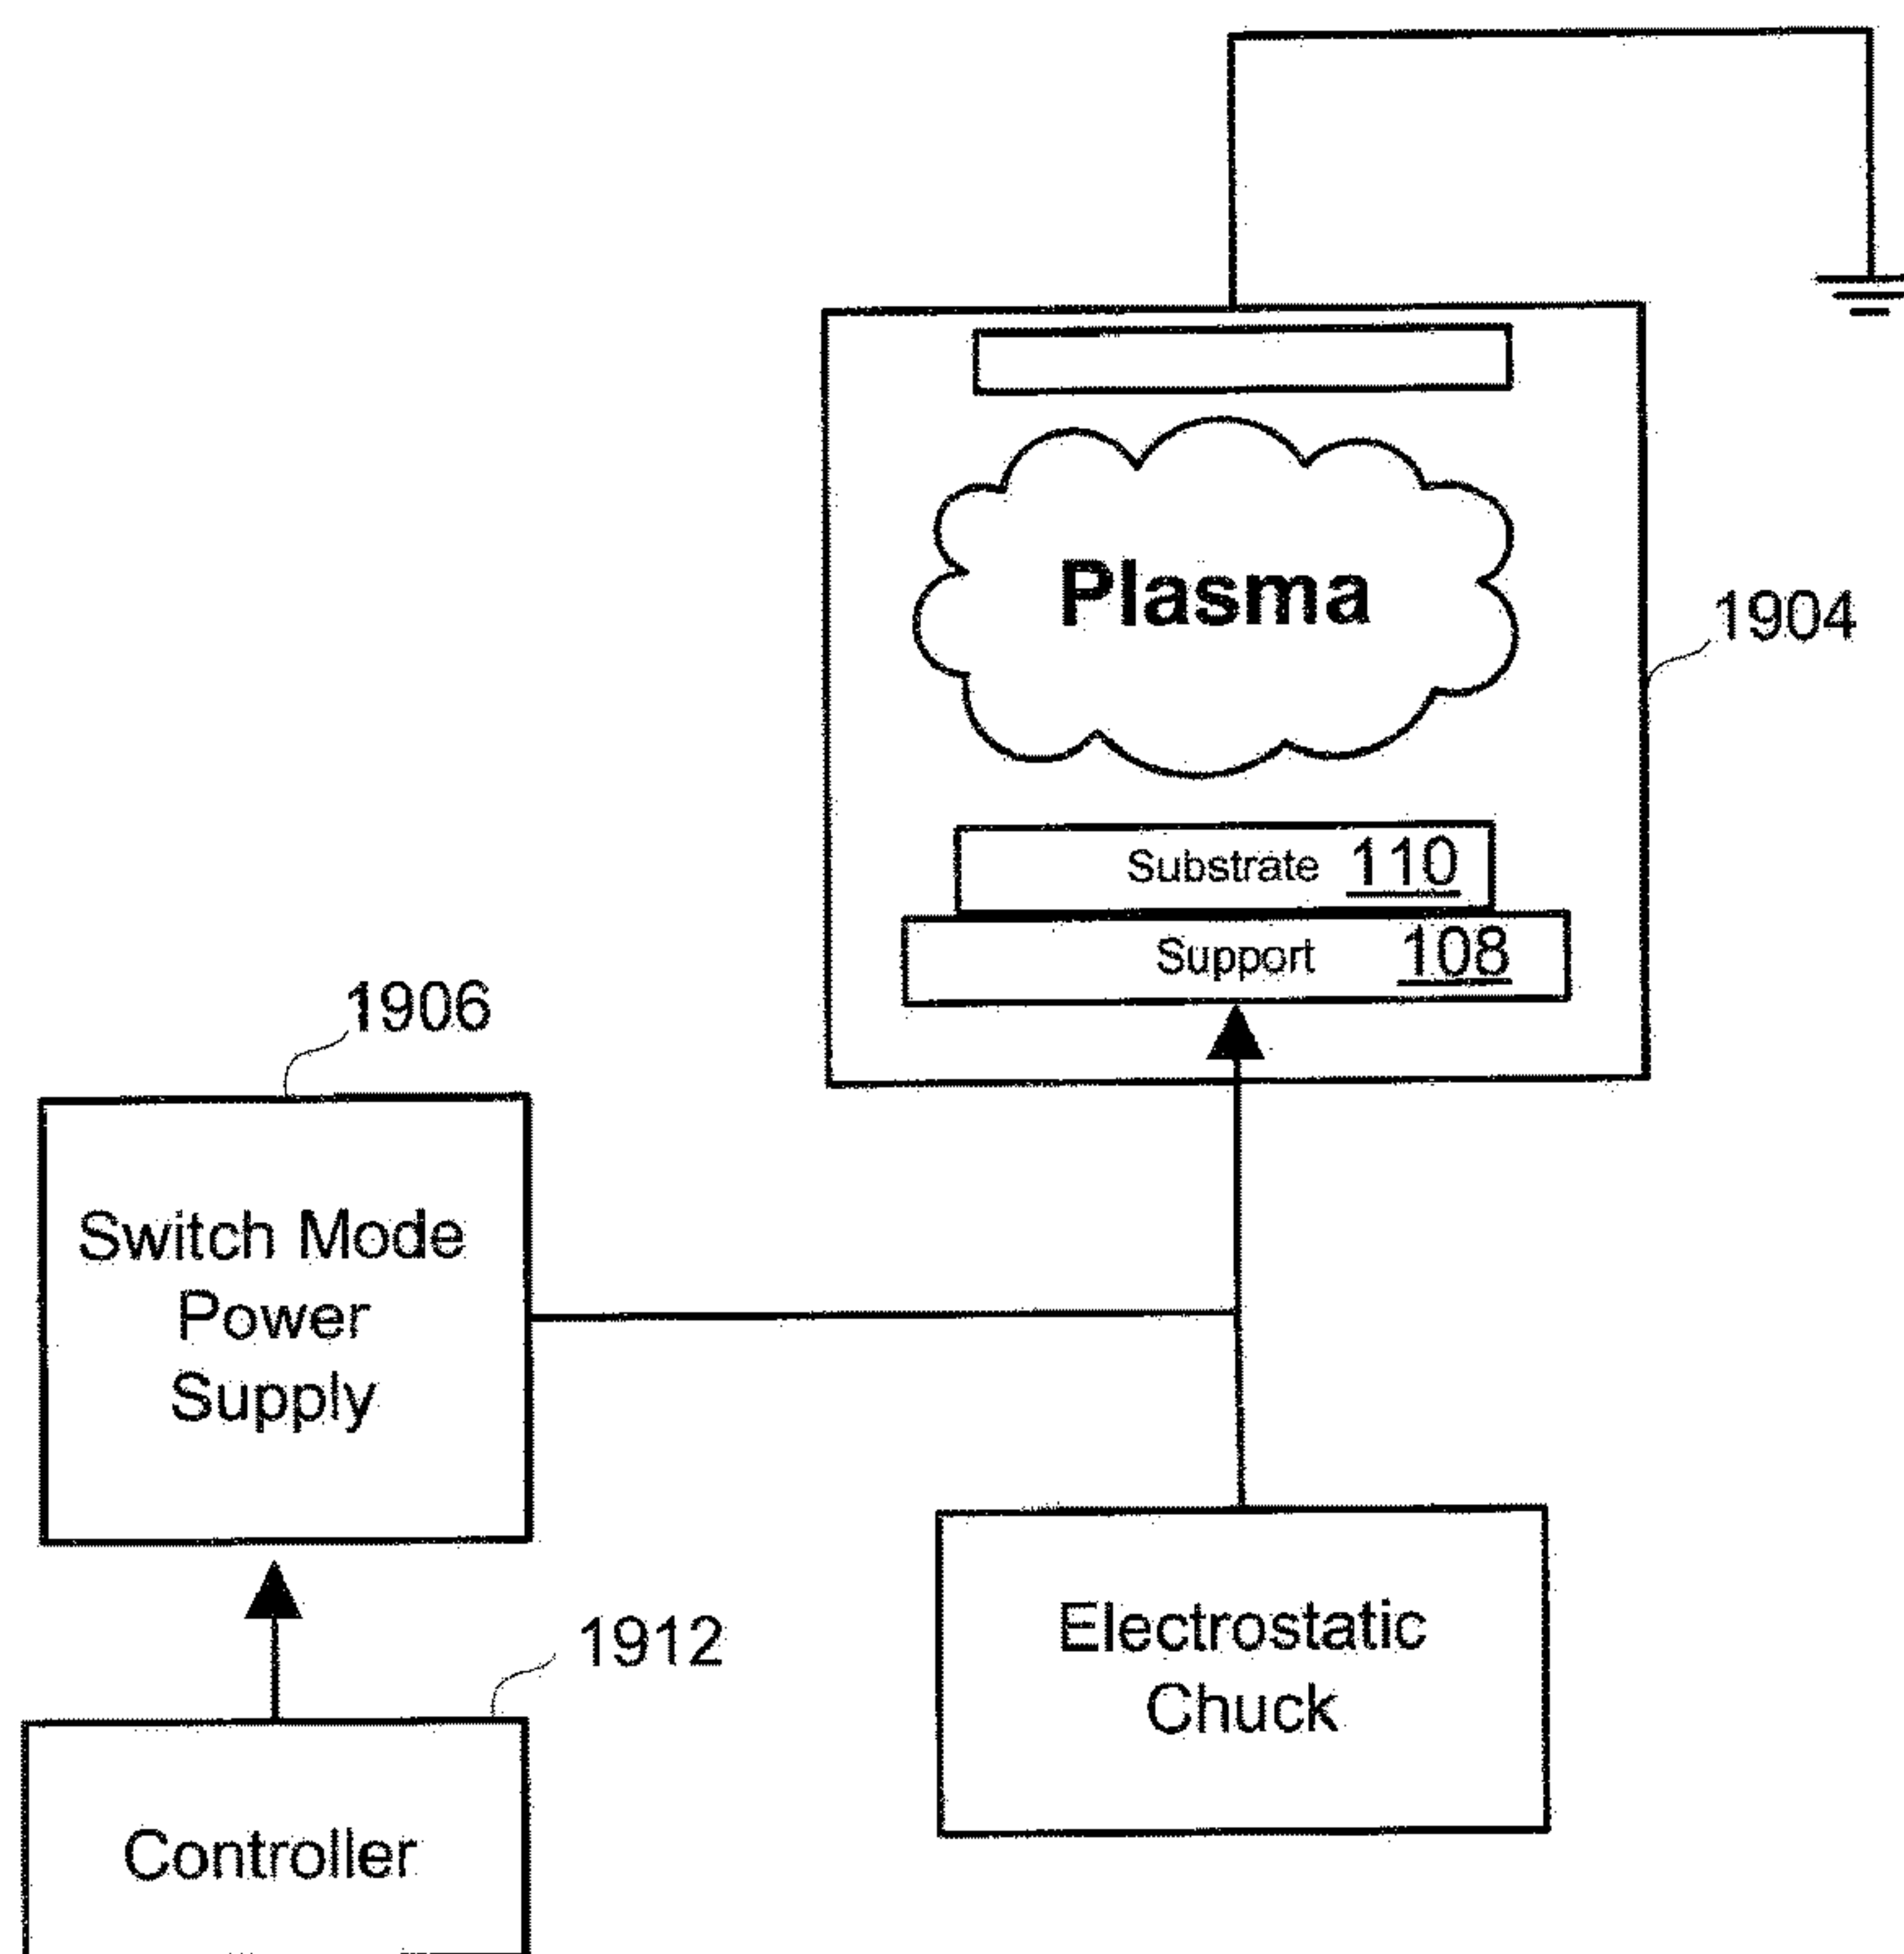 Plasma
1904
Substrate 110
Support 108
1906
Switch Mode
Power
Supply
1912
Electrostatic
Chuck
Controller